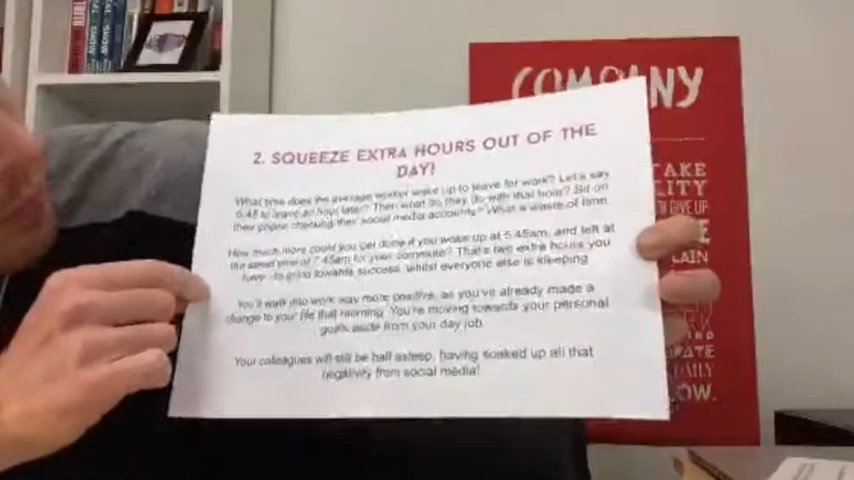 2. SQUEEZE EXTRA HOURS OUT OF THE
DAY!
What time does the average worker wake up to leave for work? Let's say
6:45 to leave an hour later? Then what do they do with that hour? Sit on
their phone checking their social media accounts? What a waste of time
How much more could you get done if you woke up at 5.45am, and left at
the same time of 7.45am for your commute? That's two extra hours you
have to grind towards success, whilst everyone else is sleeping
You'll walk into work way more positive, as you've already made a
change to your life that morning. You're moving towards your personal
goals aside from your day job
Your colleagues will still be half asleep, having soaked up all that
negativity from social media!
COMPANY
TAKE
GIVE UP
DAILY